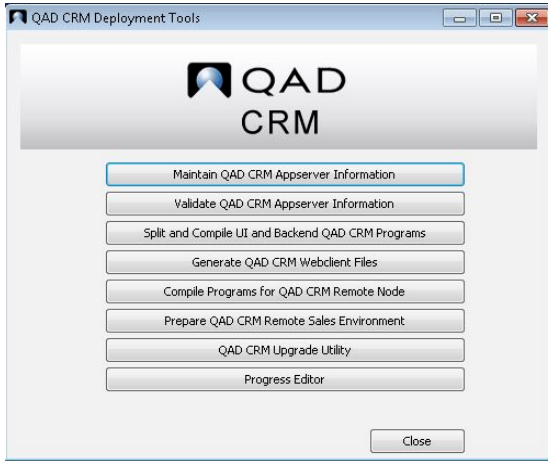 QAD CRM Deployment Tools
QAD
CRM
Maintain QAD CRM Appserver Information
Validate QAD CRM Appserver Information
Split and Compile UI and Backend QAD CRM Programs
Generate QAD CRM Webclient Files
Compile Programs for QAD CRM Remote Node
Prepare QAD CRM Remote Sales Environment
QAD CRM Upgrade Utility
Progress Editor
Close